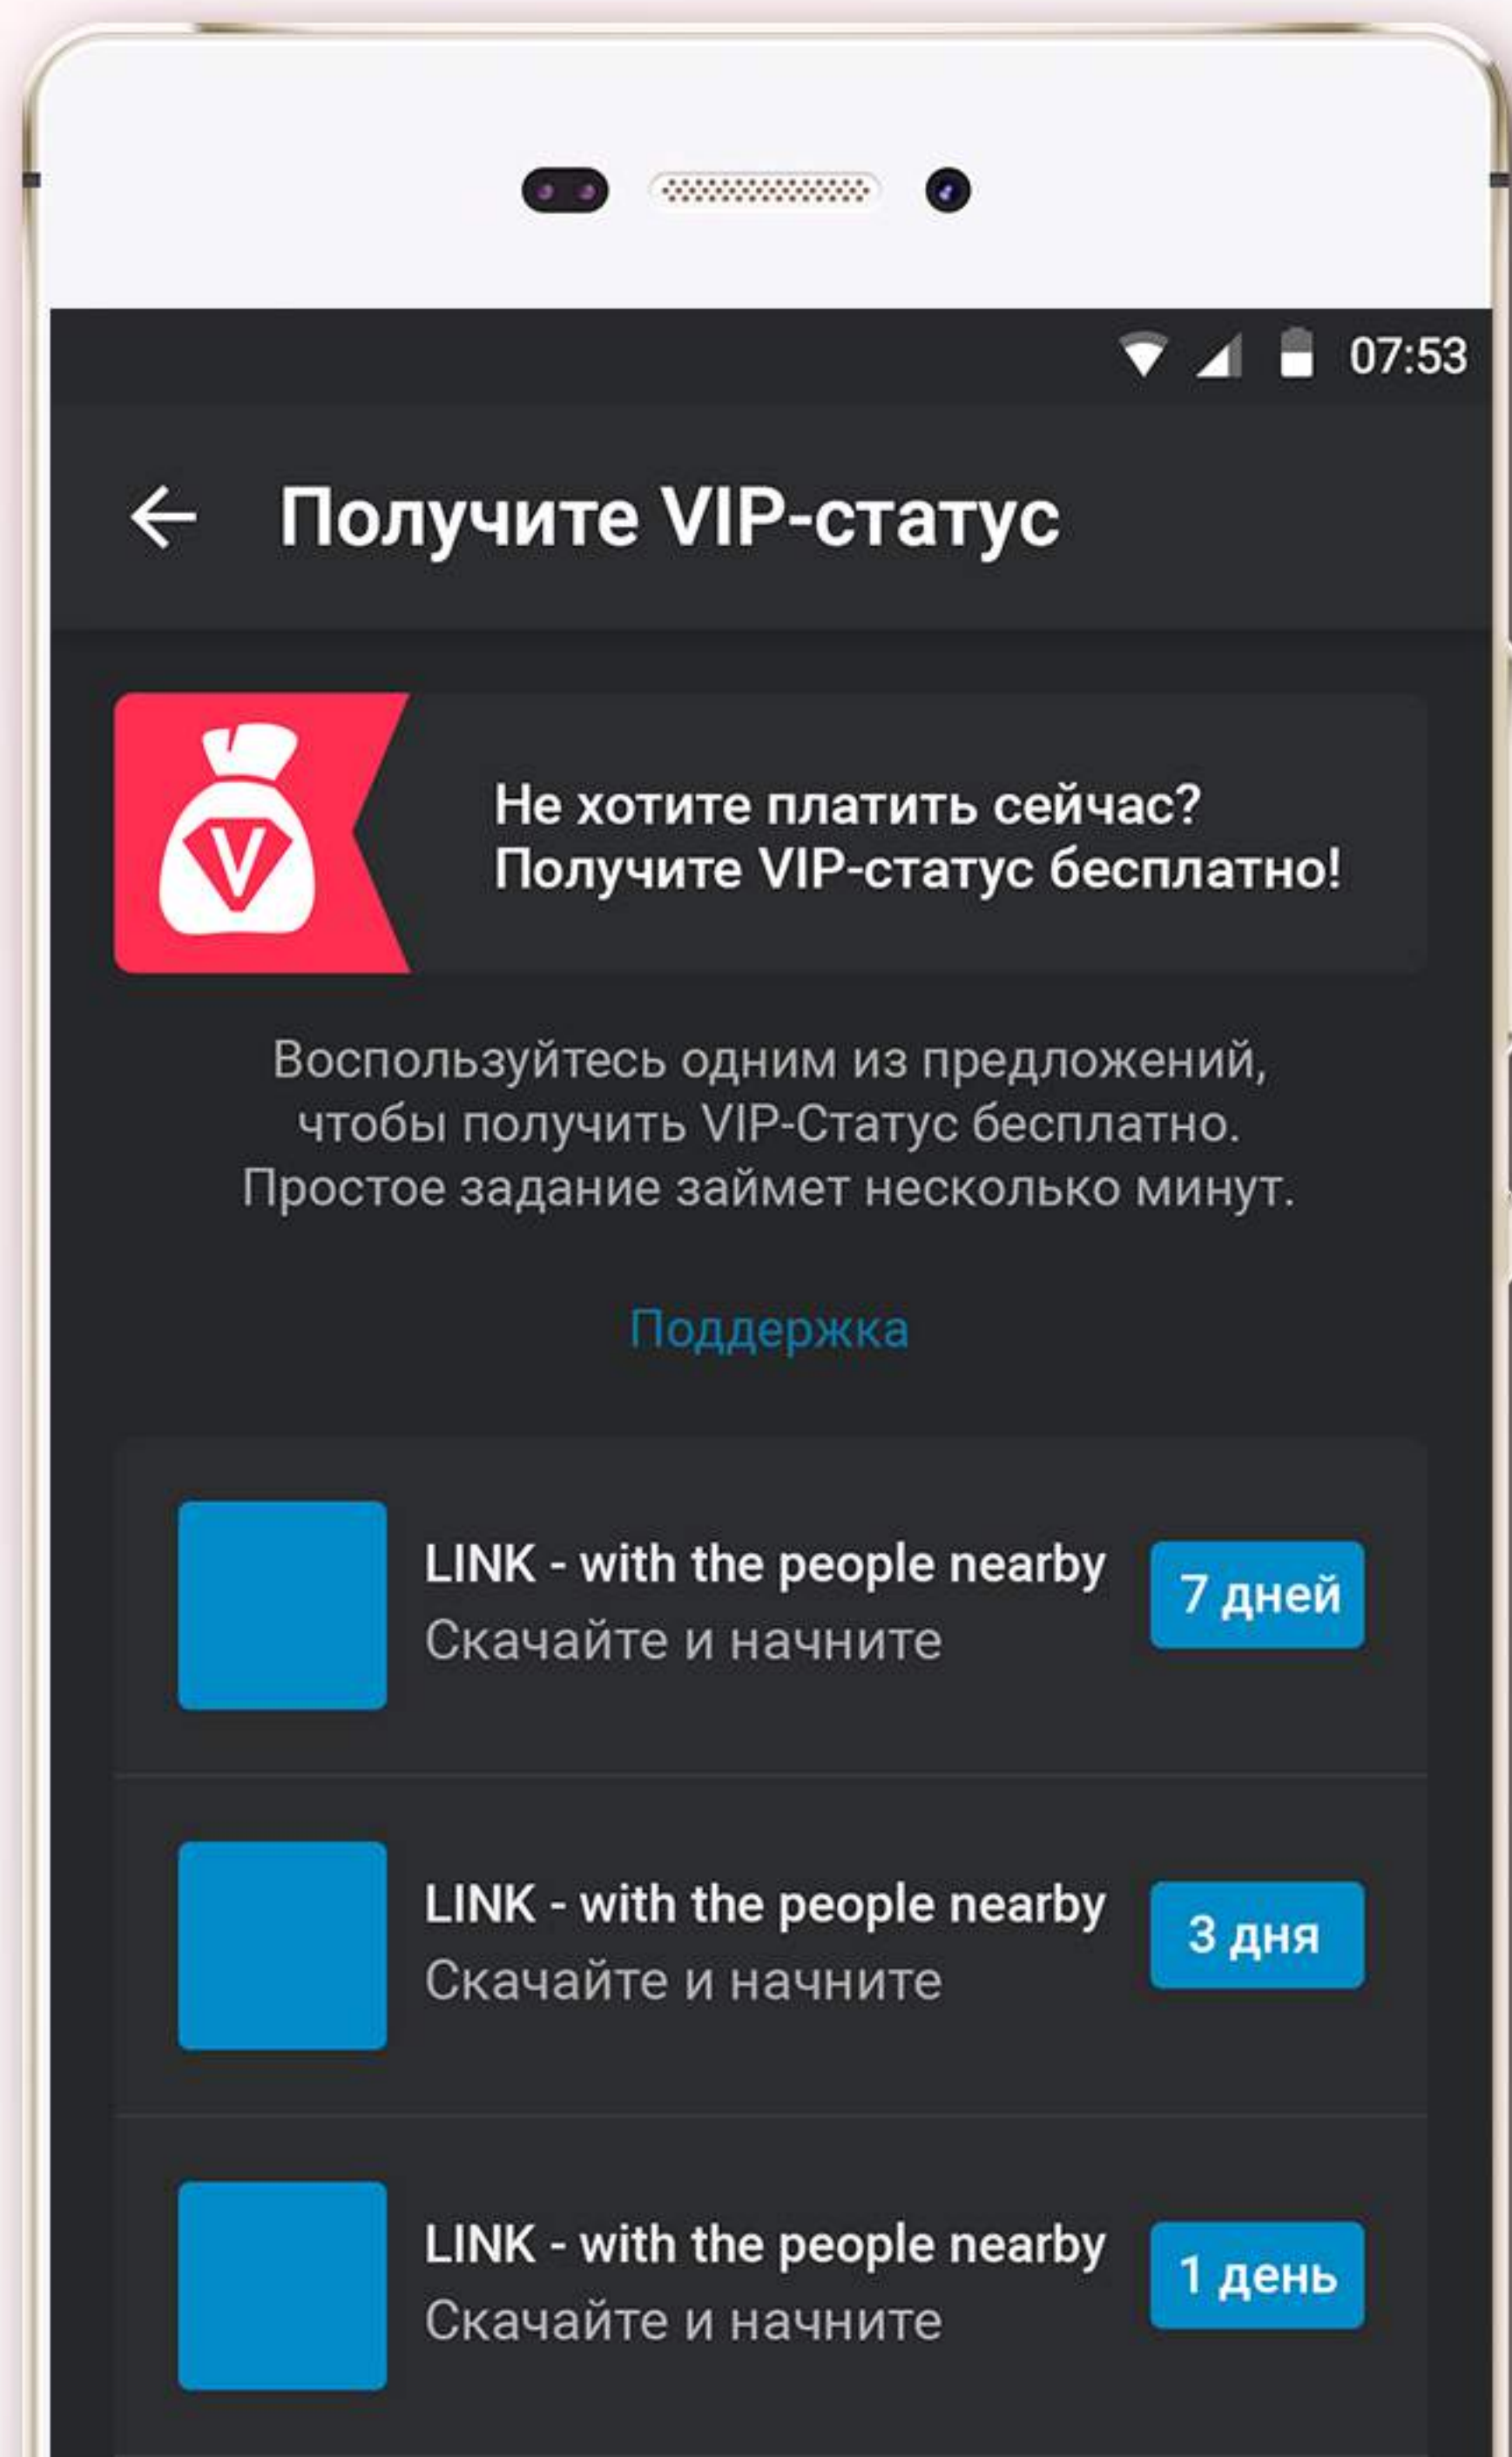 07:53
Получите VIP-статус
V
Не хотите платить сейчас?
Получите VIP-статус бесплатно!
Воспользуйтесь одним из предложений,
чтобы получить VIP-Статус бесплатно.
Простое задание займет несколько минут.
Поддержка
LINK - with the people nearby
Скачайте и начните
7 дней
LINK - with the people nearby
Скачайте и начните
3 дня
LINK - with the people nearby
Скачайте и начните
1 день